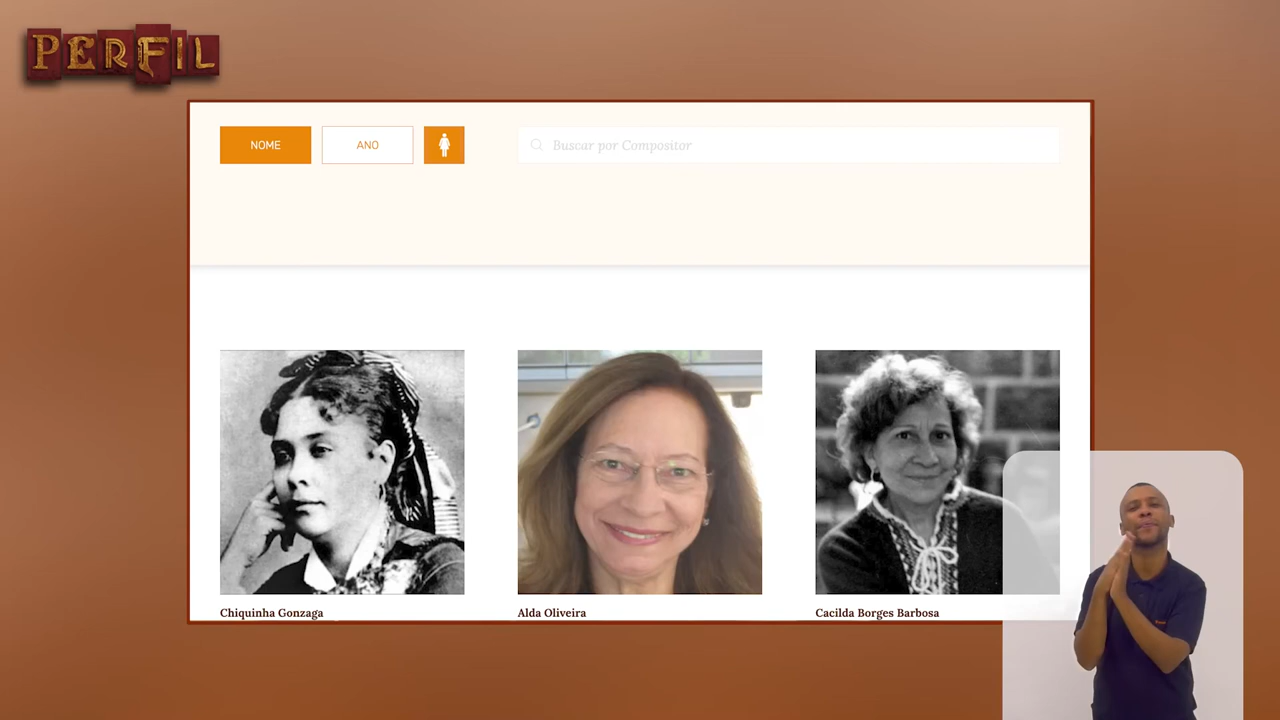 PERFIL
NOME
ANO
Buscar por Compositor
Chiquinha Gonzaga
Alda Oliveira
Cacilda Borges Barbosa